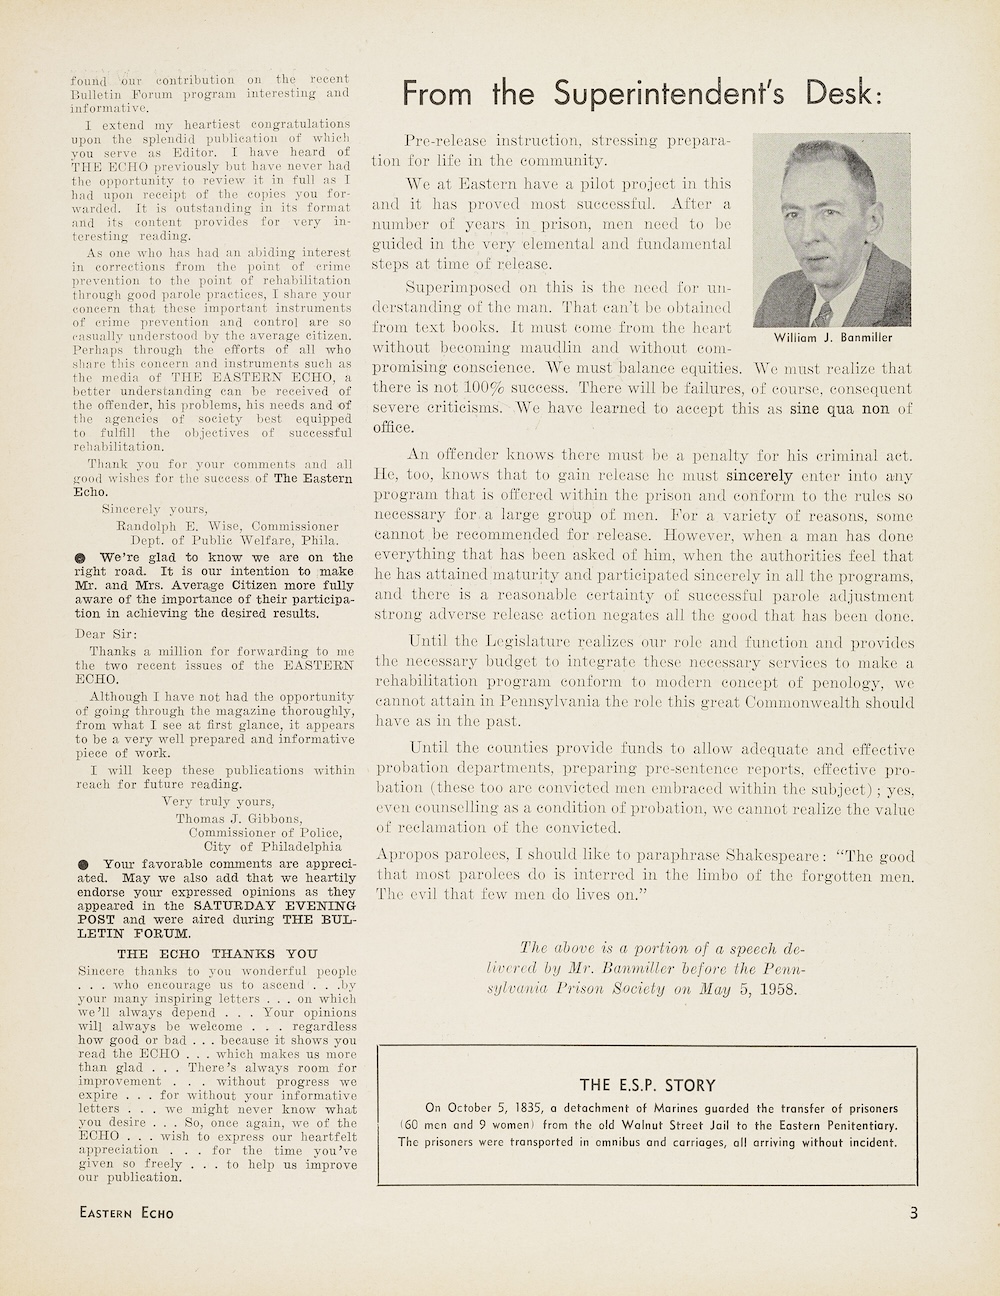 found our contribution on the recent
Bulletin Forum program interesting and
informative.
I extend my heartiest congratulations
upon the splendid publication of which
you serve as Editor. I have heard of
THE ECHO previously but have never had
the opportunity to review it in full as I
had upon receipt of the copies you for-
warded. It is outstanding in its format
and its content provides for very in-
teresting reading.
As one who has had an abiding interest
in corrections from the point of crime
prevention to the point of rehabilitation
through good parole practices, I share your
concern that these important instruments
of crime prevention and control are so
casually understood by the average citizen.
Perhaps through the efforts of all who
share this concern and instruments such as
the media of THE EASTERN ECHO, a
better understanding can be received of
the offender, his problems, his needs and of
the agencies of society best equipped
to fulfill the objectives of successful
rehabilitation.
Thank you for your comments and all
good wishes for the success of The Eastern
Echo.
Sincerely yours,
Randolph E. Wise, Commissioner
Dept. of Public Welfare, Phila.
● We're glad to know we are on the
right road. It is our intention to make
Mr. and Mrs. Average Citizen more fully
aware of the importance of their participa-
tion in achieving the desired results.
Dear Sir:
Thanks a million for forwarding to me
the two recent issues of the EASTERN
ECHO.
Although I have not had the opportunity
of going through the magazine thoroughly,
from what I see at first glance, it appears
to be a very well prepared and informative
piece of work.
I will keep these publications within
reach for future reading.
Very truly yours,
Thomas J. Gibbons,
Commissioner of Police,
City of Philadelphia
● Your favorable comments are appreci-
ated. May we also add that we heartily
endorse your expressed opinions as they
appeared in the SATURDAY EVENING
POST and were aired during THE BUL-
LETIN FORUM.
THE ECHO THANKS YOU
Sincere thanks to you wonderful people
. . . who encourage us to ascend . . .by
your many inspiring letters . . . on which
we'll always depend . . . Your opinions
will always be welcome . . . regardless
how good or bad . . . because it shows you
read the ECHO . . . which makes us more
than glad . . . There's always room for
improvement . . . without progress we
expire . . . for without your informative
letters . . . we might never know what
you desire . . . So, once again, we of the
ECHO . . . wish to express our heartfelt
appreciation . . . for the time you've
given so freely . . . to help us improve
our publication.
From the Superintendent's Desk:
Pre-release instruction, stressing prepara-
tion for life in the community.
We at Eastern have a pilot project in this
and it has proved most successful. After a
number of years in prison, men need to be
guided in the very elemental and fundamental
steps at time of release.
Superimposed on this is the need for un-
derstanding of the man. That can't be obtained
from text books. It must come from the heart
without becoming maudlin and without com-
promising conscience. We must balance equities. We must realize that
there is not 100% success. There will be failures, of course, consequent
severe criticisms. We have learned to accept this as sine qua non of
office.
William J. Banmiller
An offender knows there must be a penalty for his criminal act.
He, too, knows that to gain release he must sincerely enter into any
program that is offered within the prison and conform to the rules so
necessary for a large group of men. For a variety of reasons, some
cannot be recommended for release. However, when a man has done
everything that has been asked of him, when the authorities feel that
he has attained maturity and participated sincerely in all the programs,
and there is a reasonable certainty of successful parole adjustment
strong adverse release action negates all the good that has been done.
Until the Legislature realizes our role and function and provides
the necessary budget to integrate these necessary services to make a
rehabilitation program conform to modern concept of penology, we
cannot attain in Pennsylvania the role this great Commonwealth should
have as in the past.
Until the counties provide funds to allow adequate and effective
probation departments, preparing pre-sentence reports, effective pro-
bation (these too are convicted men embraced within the subject) ; yes,
even counselling as a condition of probation, we cannot realize the value
of reclamation of the convicted.
Apropos parolees, I should like to paraphrase Shakespeare: "The good
that most parolees do is interred in the limbo of the forgotten men.
The evil that few men do lives on."
The above is a portion of a speech de-
livered by Mr. Banmiller before the Penn-
sylvania Prison Society on May 5, 1958.
THE E.S.P. STORY
On October 5, 1835, a detachment of Marines guarded the transfer of prisoners
(60 men and 9 women) from the old Walnut Street Jail to the Eastern Penitentiary.
The prisoners were transported in omnibus and carriages, all arriving without incident.
EASTERN ECHO
3